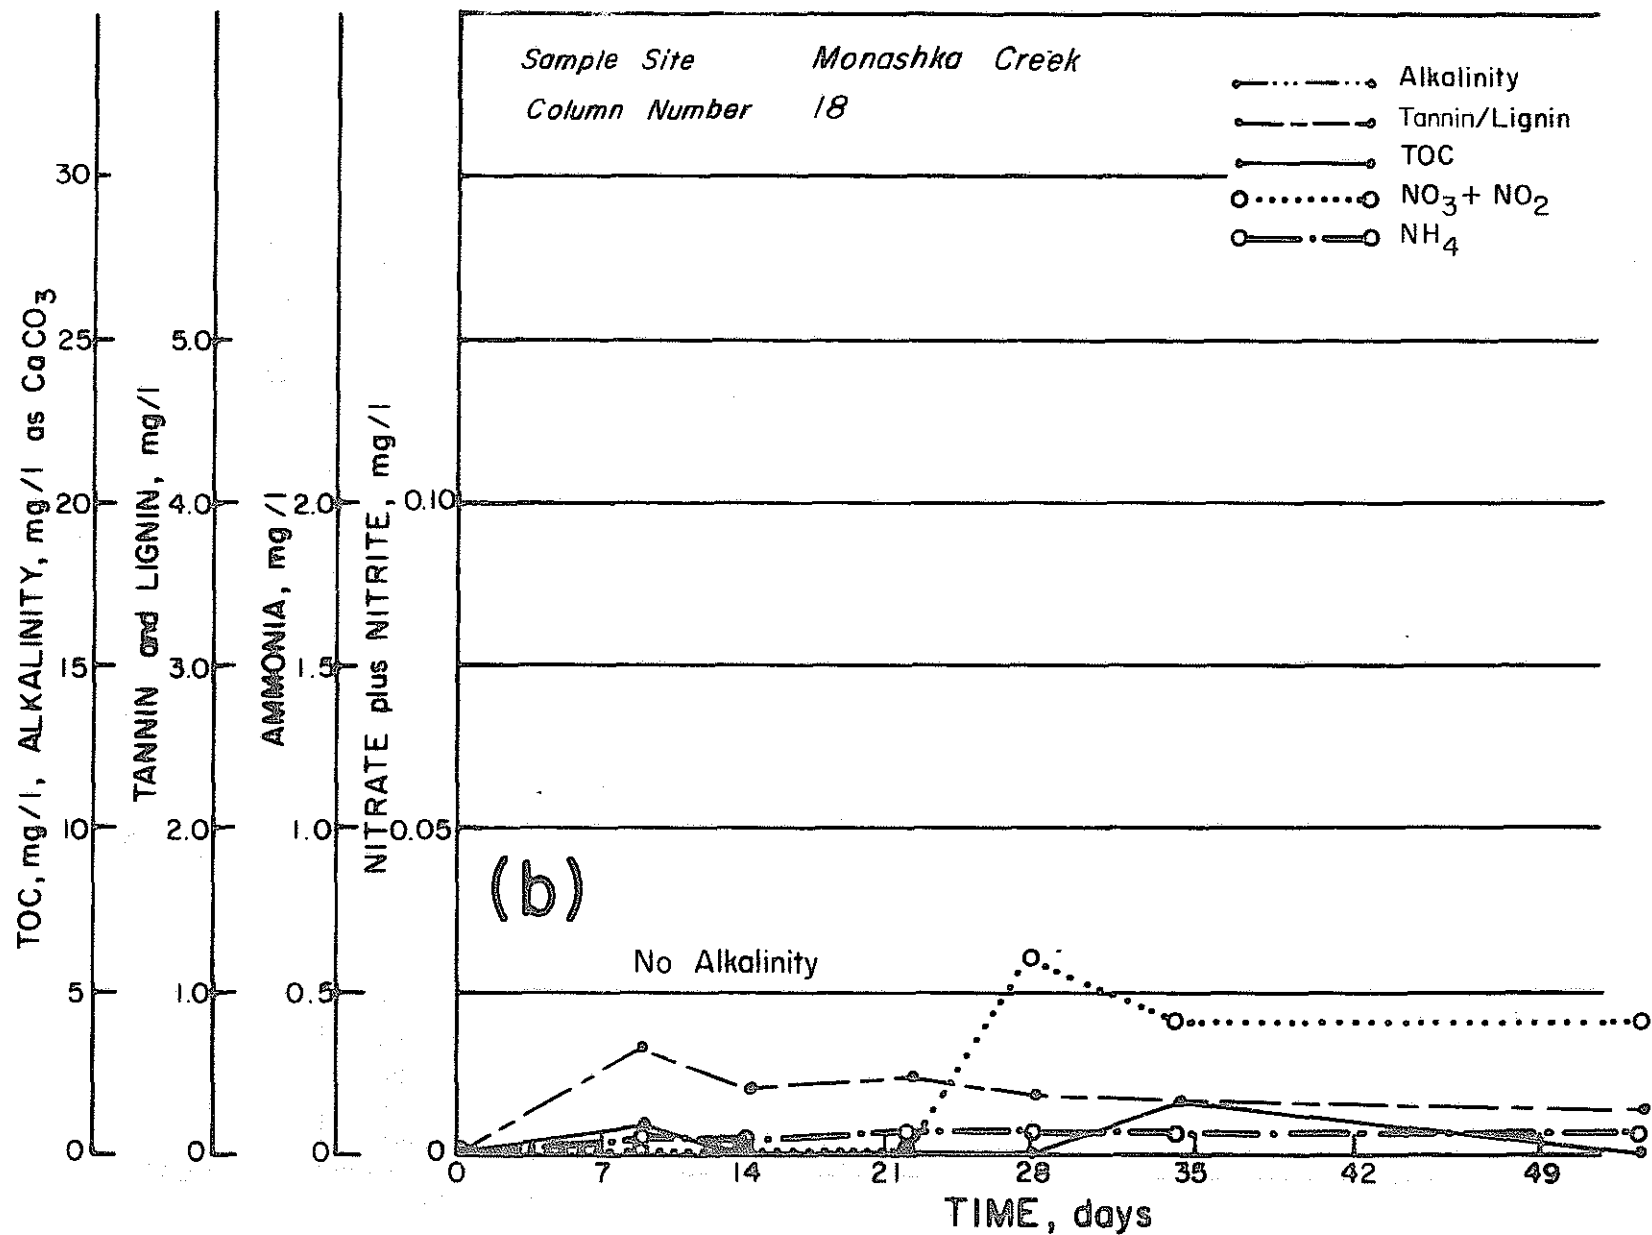 Sample Site Monashka Creek
Column Number 18
Alkalinity
Tannin/Lignin
TOC
NO3 + NO2
NH4
TOC, mg/l, ALKALINITY, mg/l as CaCO3
30
25
20
15
10
5
0
TANNIN and LIGNIN, mg/l
5.0
4.0
3.0
2.0
1.0
0
AMMONIA, mg/l
2.0
1.5
1.0
0.5
0
NITRATE plus NITRITE, mg/l
0.10
0.05
0
(b)
No Alkalinity
0 7 14 21 28 35 42 49
TIME, days